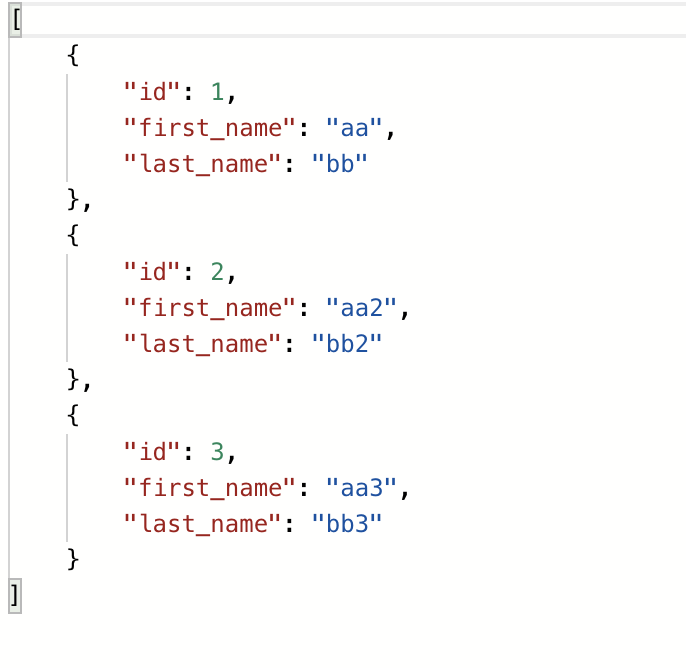 [
    {
        "id": 1,
        "first_name": "aa",
        "last_name": "bb"
    },
    {
        "id": 2,
        "first_name": "aa2",
        "last_name": "bb2"
    },
    {
        "id": 3,
        "first_name": "aa3",
        "last_name": "bb3"
    }
]